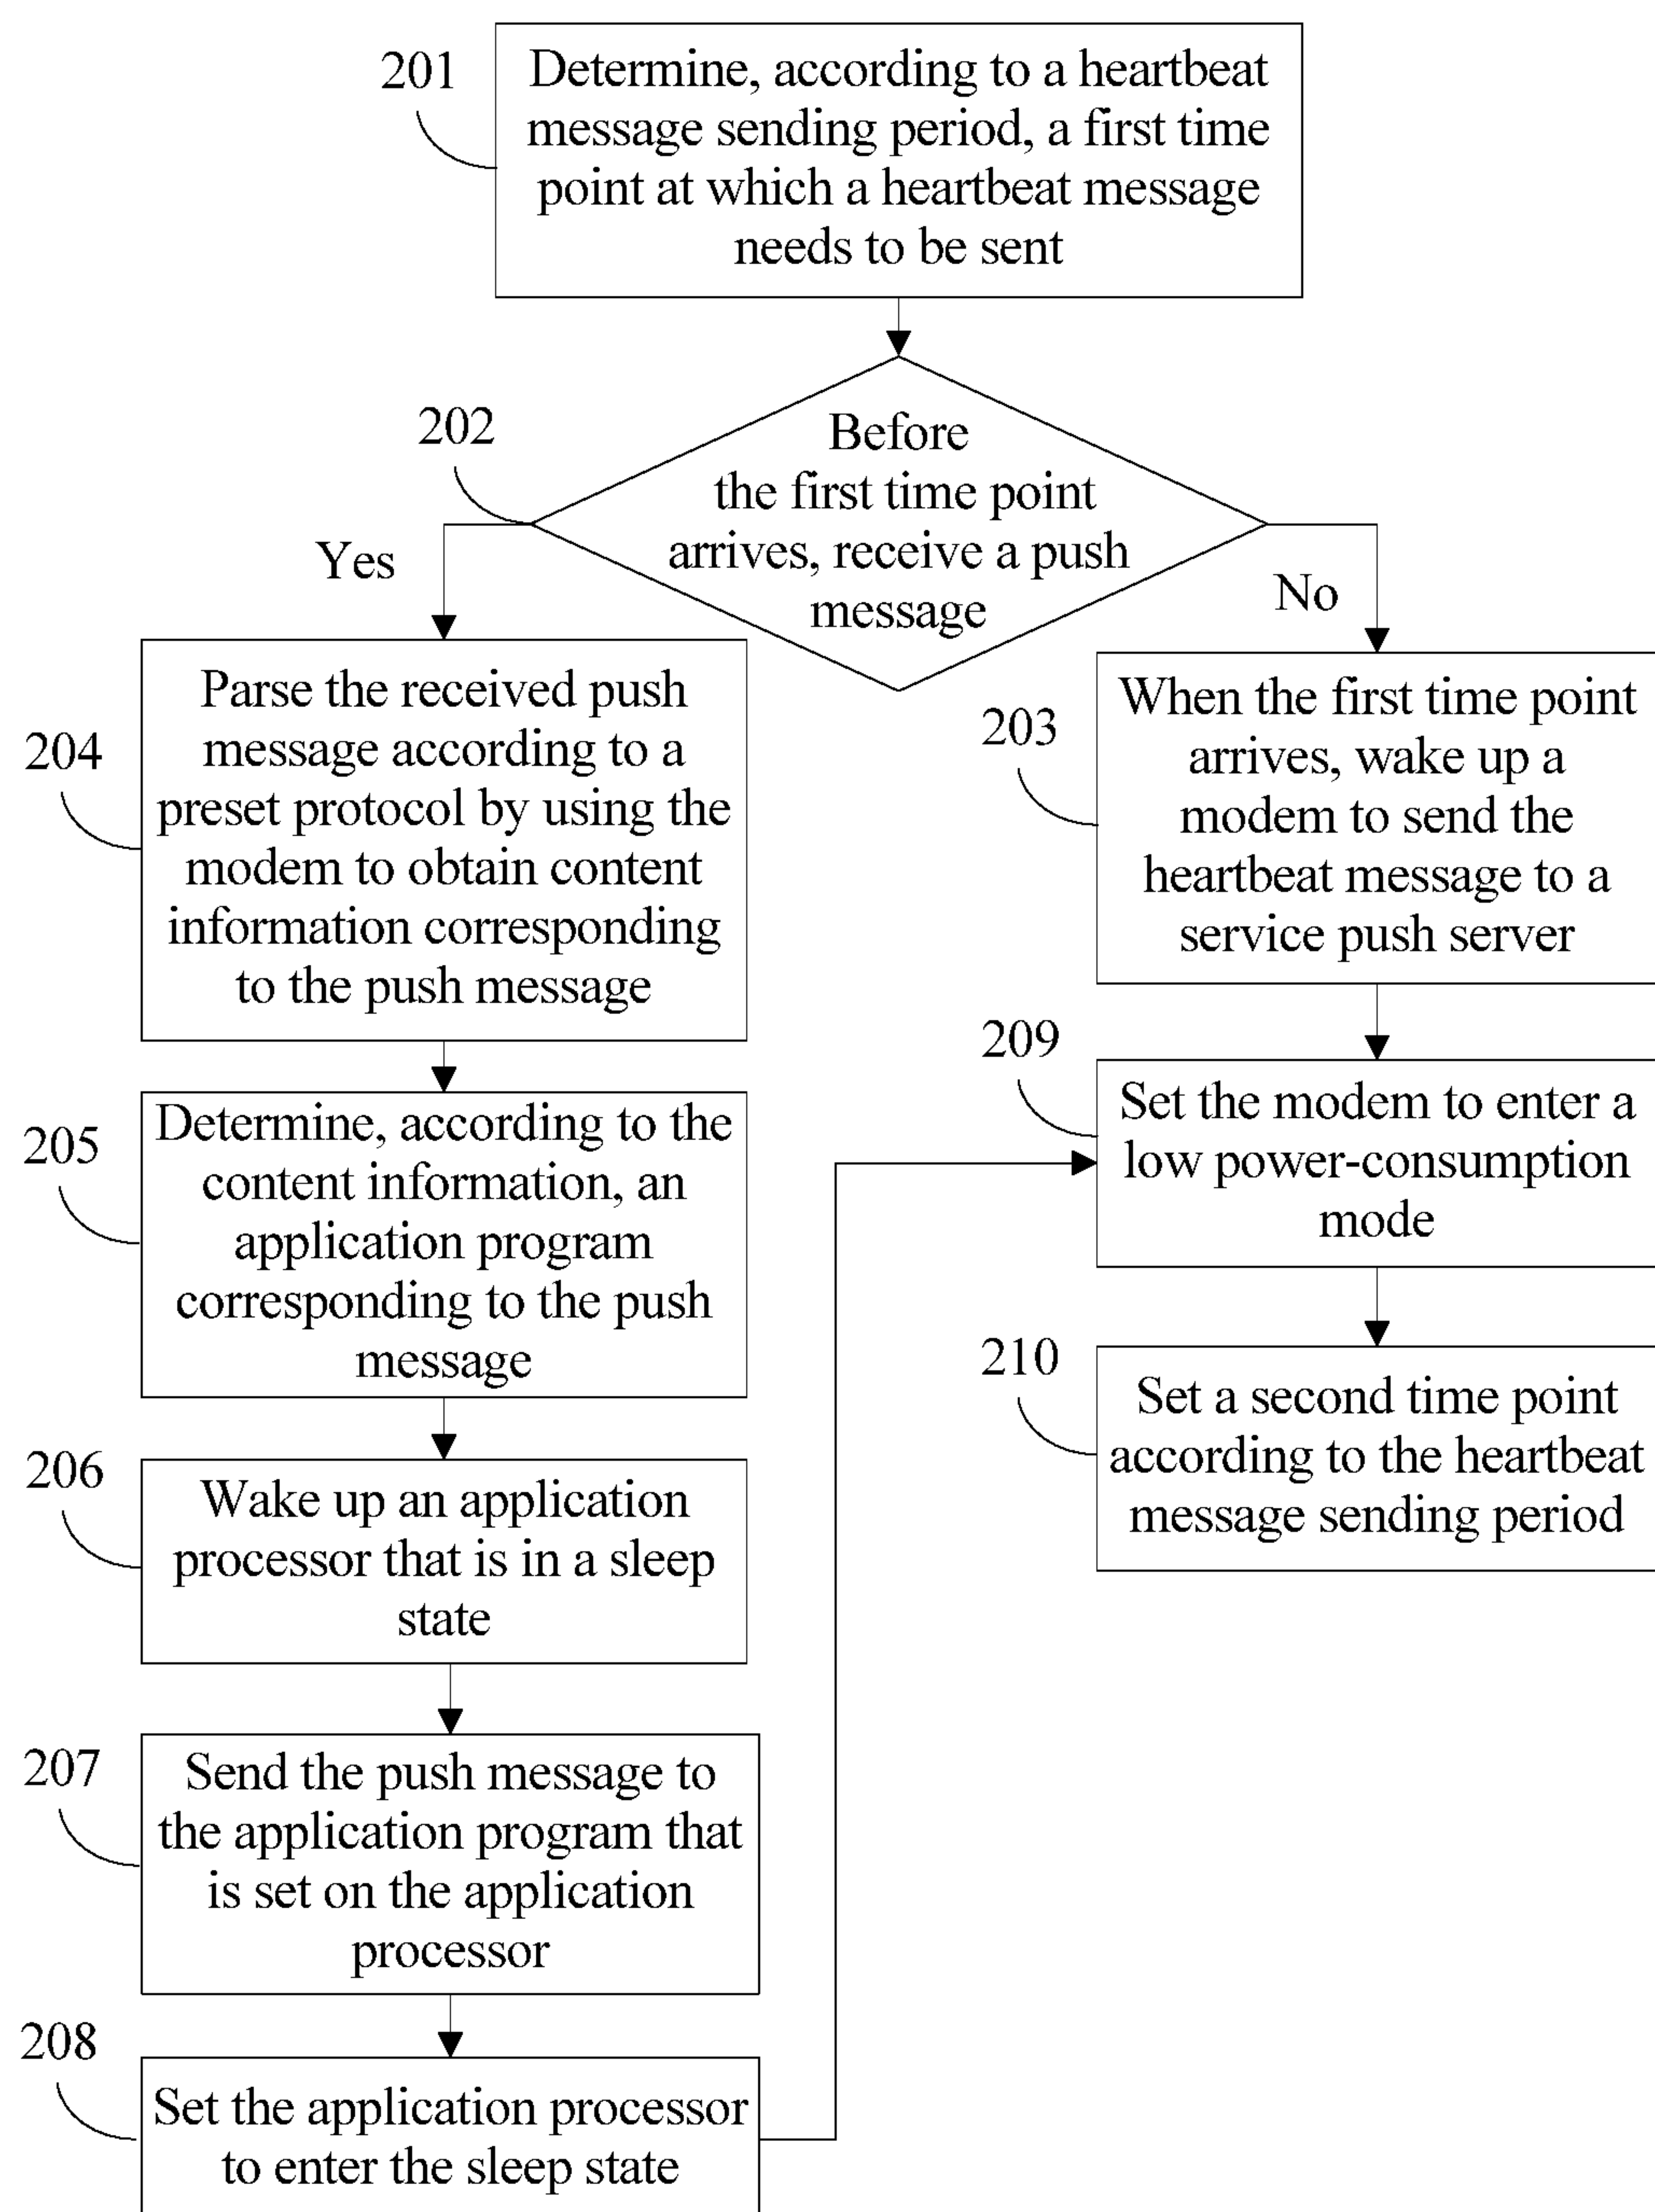 201
Determine, according to a heartbeat
message sending period, a first time
point at which a heartbeat message
needs to be sent
202
Before
the first time point
arrives, receive a push
message
Yes
No
204
Parse the received push
message according to a
preset protocol by using the
modem to obtain content
information corresponding
to the push message
203
When the first time point
arrives, wake up a
modem to send the
heartbeat message to a
service push server
205
Determine, according to the
content information, an
application program
corresponding to the push
message
209
Set the modem to enter a
low power-consumption
mode
206
Wake up an application
processor that is in a sleep
state
210
Set a second time point
according to the heartbeat
message sending period
207
Send the push message to
the application program that
is set on the application
processor
208
Set the application processor
to enter the sleep state